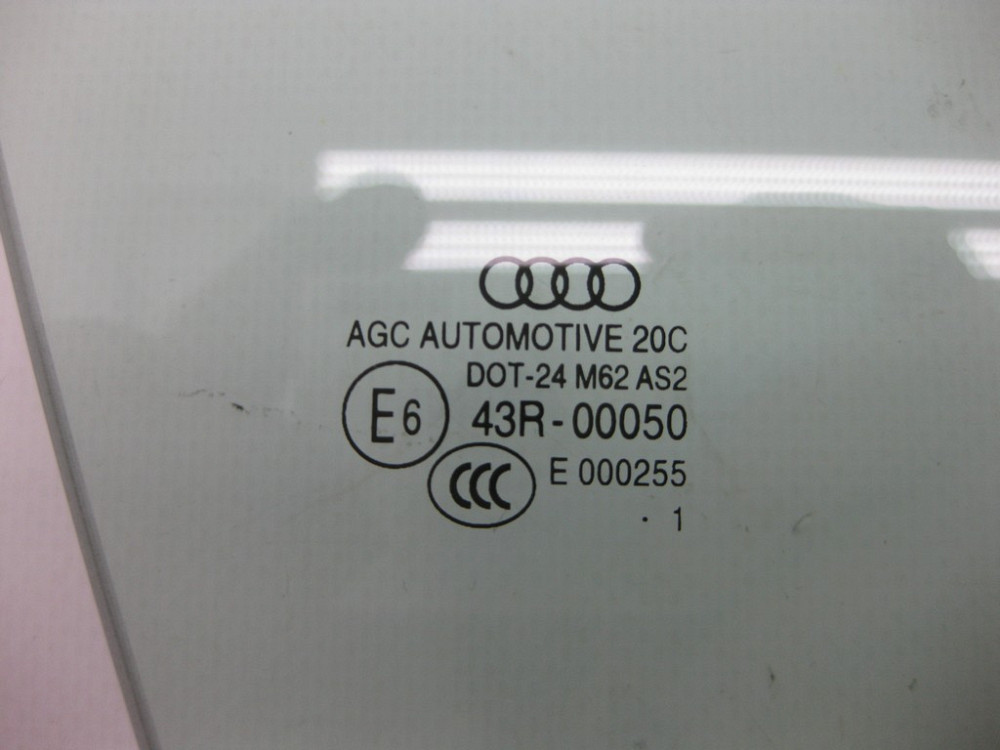 AGC AUTOMOTIVE 20C
DOT-24 M62 AS2
E6 43R-00050
CCC E 000255
. 1